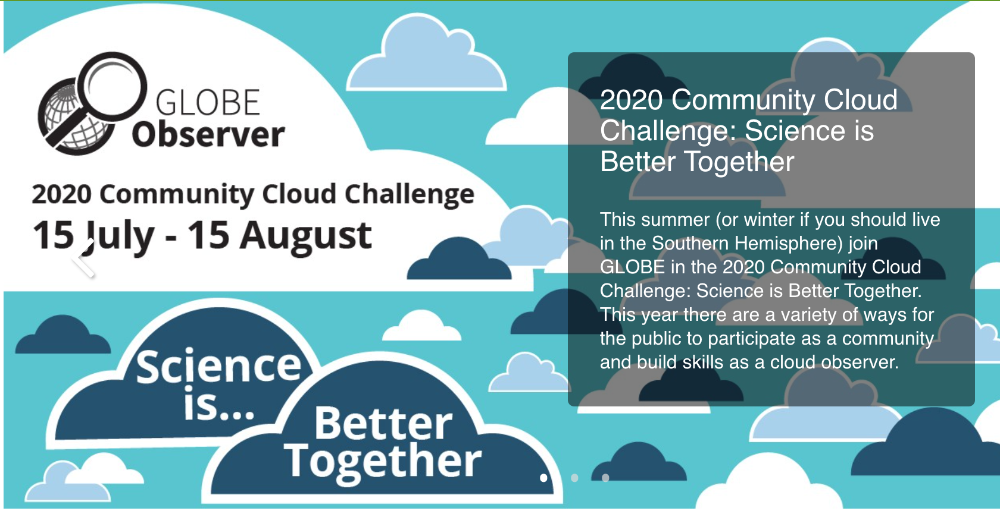 GLOBE
Observer
2020 Community Cloud Challenge
15 July - 15 August
Science
is...
Better
Together
2020 Community Cloud
Challenge: Science is
Better Together
This summer (or winter if you should live
in the Southern Hemisphere) join
GLOBE in the 2020 Community Cloud
Challenge: Science is Better Together.
This year there are a variety of ways for
the public to participate as a community
and build skills as a cloud observer.